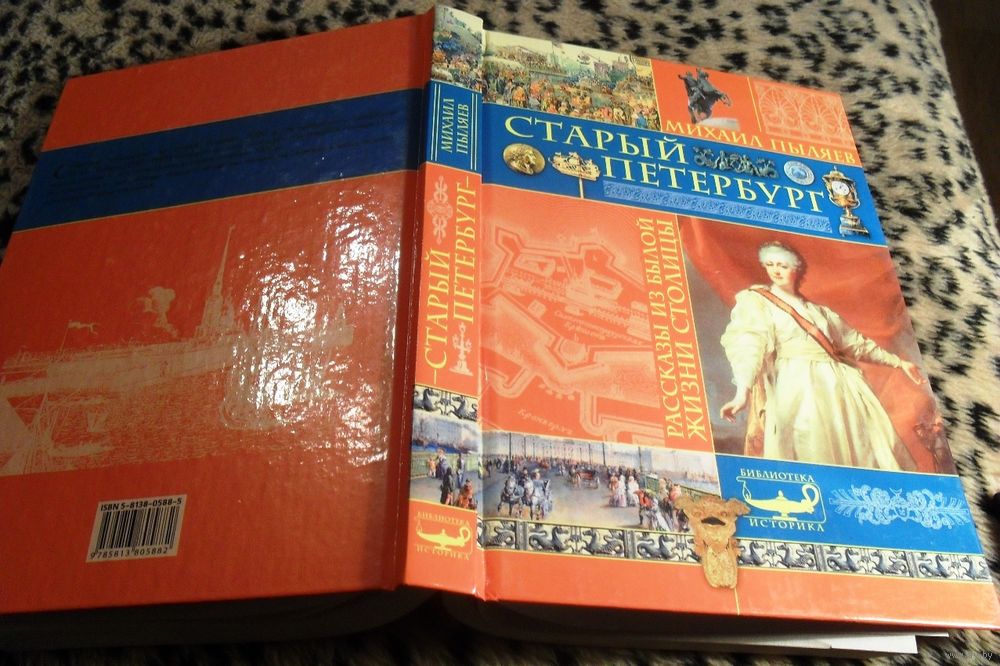 МИХАИЛ ПЫЛЯЕВ
СТАРЫЙ
ПЕТЕРБУРГ
РАССКАЗЫ ИЗ БЫЛОЙ
ЖИЗНИ СТОЛИЦЫ
Кронверкъ
БИБЛИОТЕКА
ИСТОРИКА
МИХАИЛ
ПЫЛЯЕВ
СТАРЫЙ
ПЕТЕРБУРГ
БИБЛИОТЕКА
ИСТОРИКА
ISBN 5-8138-0588-5
9785813805882